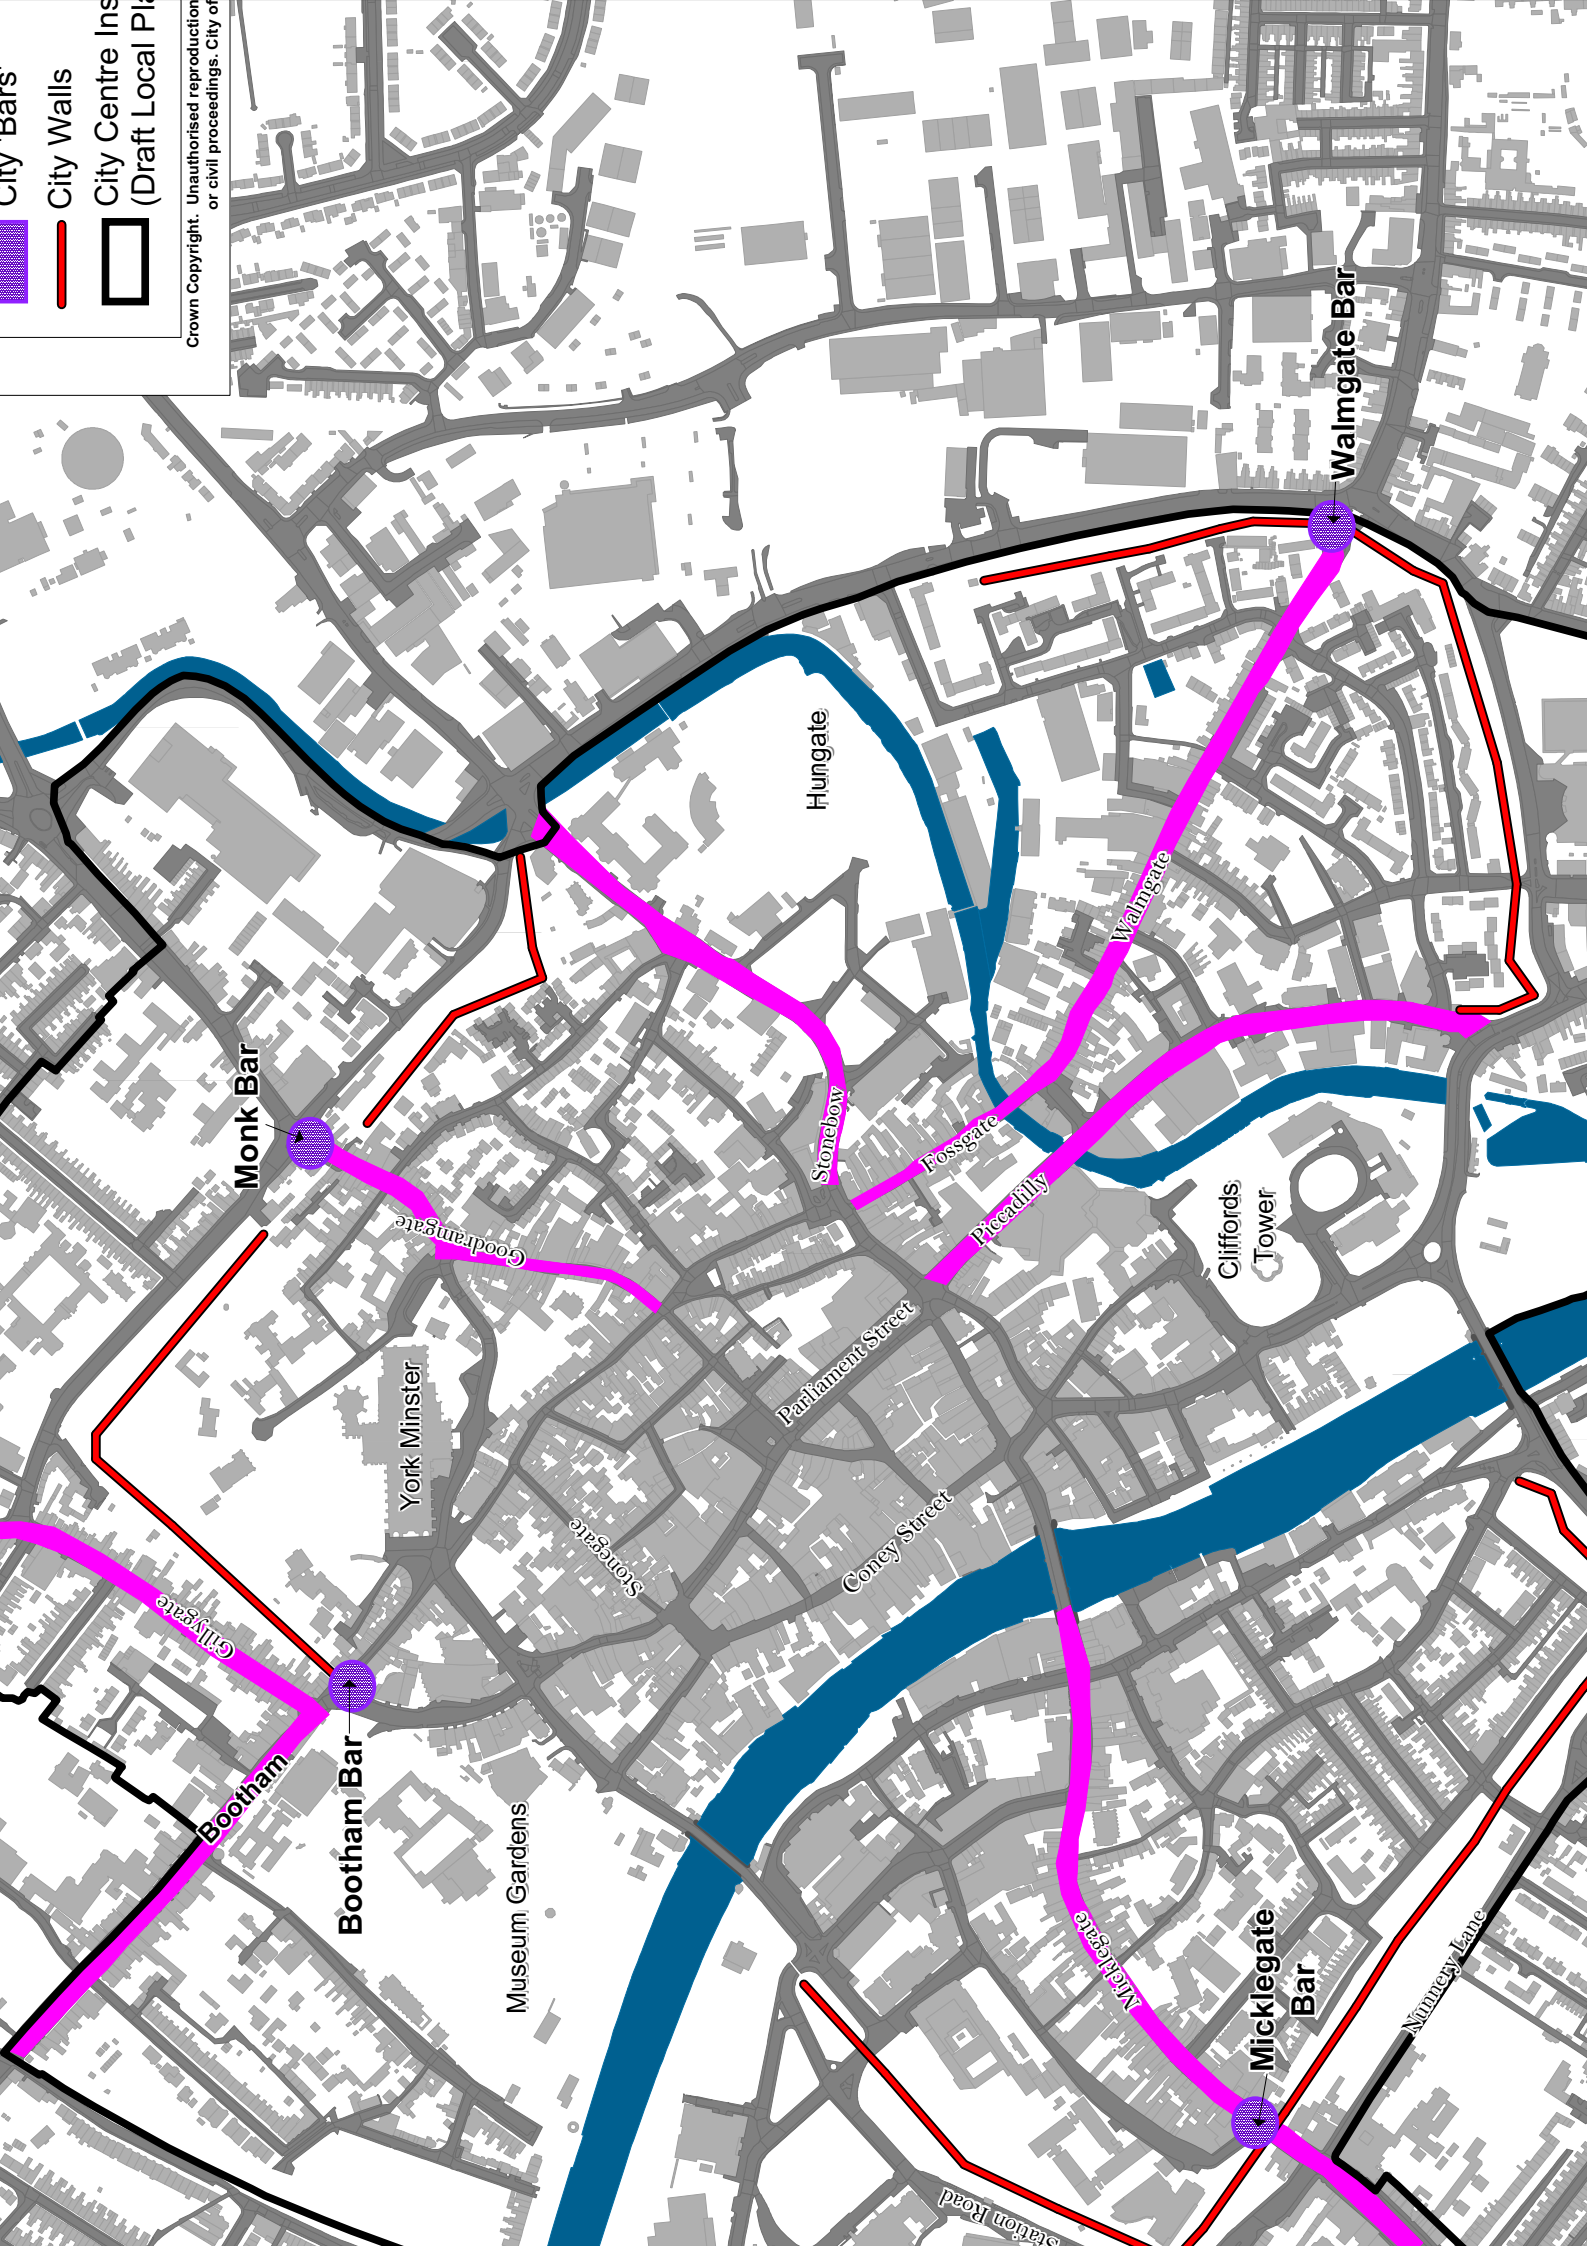 City 'Bars'
City Walls
City Centre Ins
(Draft Local Pla
Crown Copyright. Unauthorised reproduction
or civil proceedings. City of
Gillygate
Bootham
Bootham Bar
Monk Bar
Goodramgate
York Minster
Museum Gardens
Stonegate
Parliament Street
Coney Street
Stonebow
Hungate
Fossgate
Piccadilly
Walmgate
Walmgate Bar
Cliffords
Tower
Micklegate
Micklegate
Bar
Nunnery Lane
Station Road